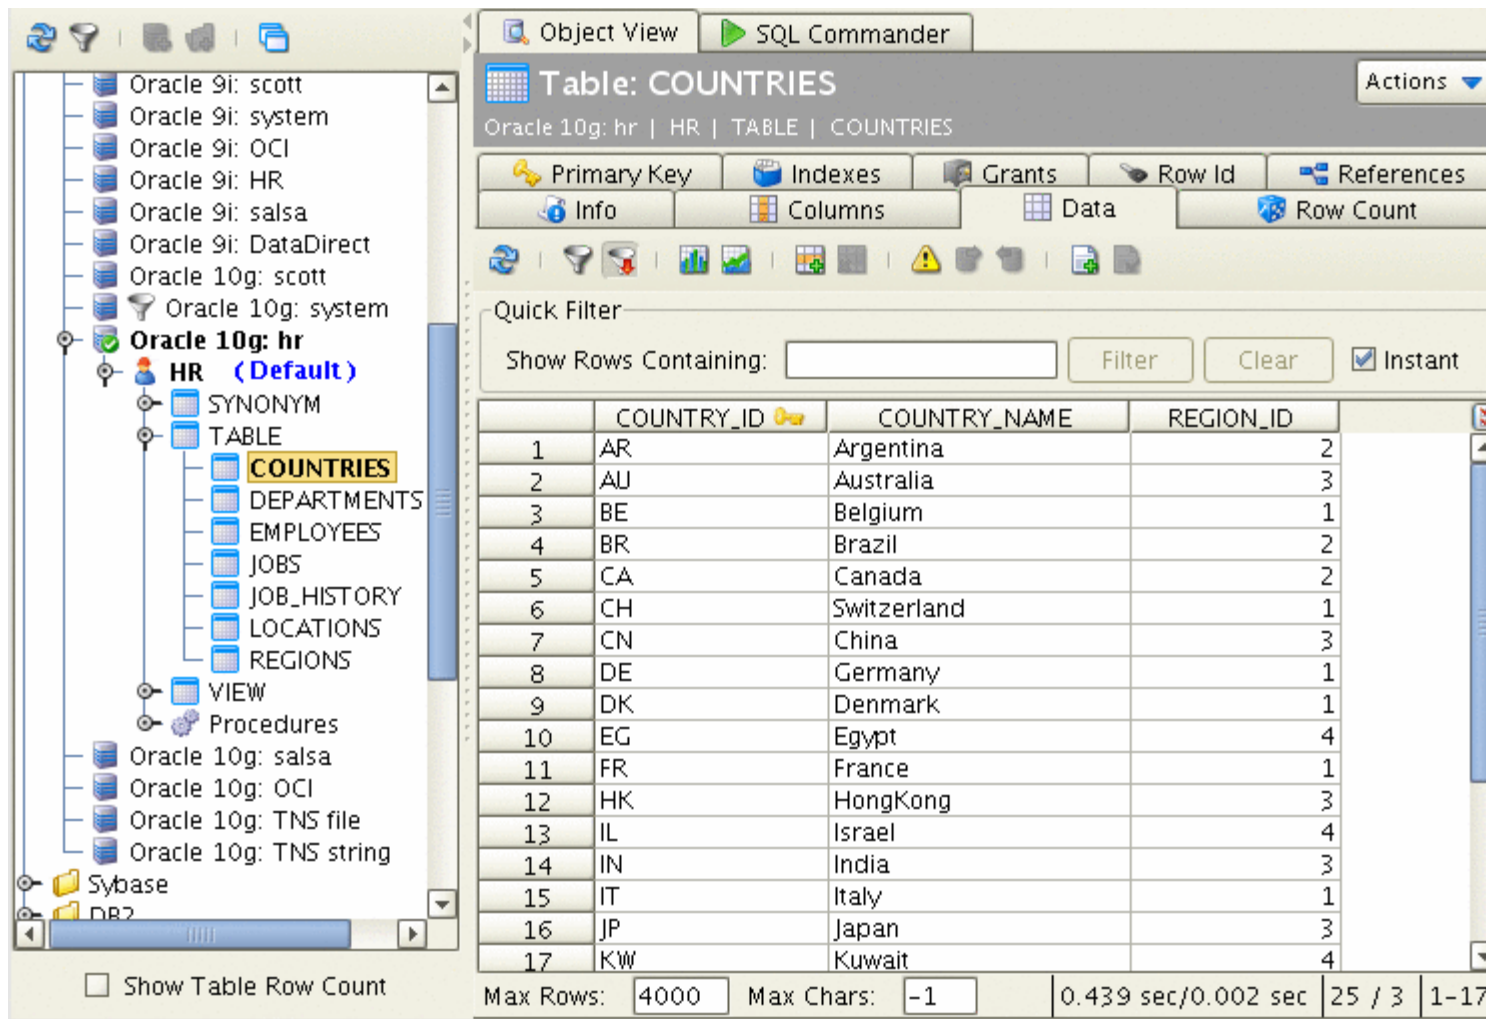 Oracle 9i: scott
Oracle 9i: system
Oracle 9i: OCI
Oracle 9i: HR
Oracle 9i: salsa
Oracle 9i: DataDirect
Oracle 10g: scott
Oracle 10g: system
Oracle 10g: hr
HR (Default)
SYNONYM
TABLE
COUNTRIES
DEPARTMENTS
EMPLOYEES
JOBS
JOB_HISTORY
LOCATIONS
REGIONS
VIEW
Procedures
Oracle 10g: salsa
Oracle 10g: OCI
Oracle 10g: TNS file
Oracle 10g: TNS string
Sybase
DB2
Show Table Row Count
Object View SQL Commander
Table: COUNTRIES Actions
Oracle 10g: hr | HR | TABLE | COUNTRIES
Primary Key Indexes Grants Row Id References
Info Columns Data Row Count
Quick Filter
Show Rows Containing: Filter Clear Instant
COUNTRY_ID COUNTRY_NAME REGION_ID
1 AR Argentina 2
2 AU Australia 3
3 BE Belgium 1
4 BR Brazil 2
5 CA Canada 2
6 CH Switzerland 1
7 CN China 3
8 DE Germany 1
9 DK Denmark 1
10 EG Egypt 4
11 FR France 1
12 HK HongKong 3
13 IL Israel 4
14 IN India 3
15 IT Italy 1
16 JP Japan 3
17 KW Kuwait 4
Max Rows: 4000 Max Chars: -1 0.439 sec/0.002 sec 25 / 3 1-17